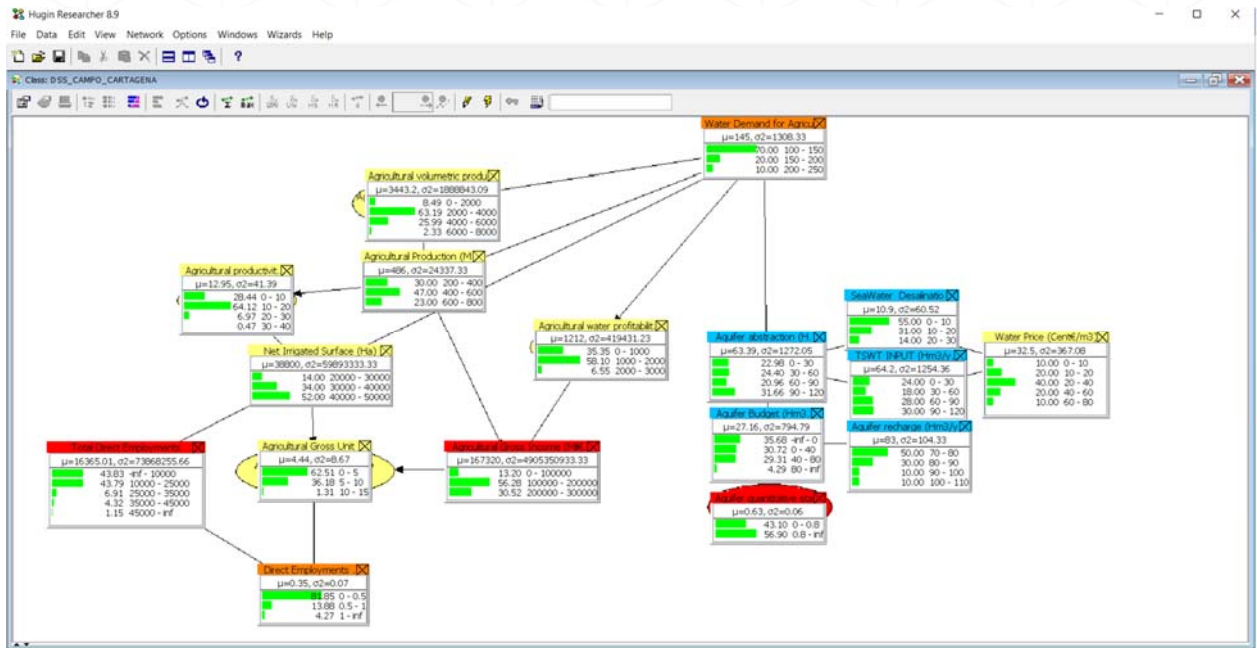 Hugin Researcher 8.9
File Data Edit View Network Options Windows Wizards Help
Class: DSS_CAMPO_CARTAGENA
Water Demand for Agricu
μ=145, σ2=1308.33
70.00 100 - 150
20.00 150 - 200
10.00 200 - 250
Agricultural volumetric produ
μ=3443.2, σ2=1888843.09
8.49 0 - 2000
63.19 2000 - 4000
25.99 4000 - 6000
2.33 6000 - 8000
Agricultural Production (M
μ=486, σ2=24337.33
30.00 200 - 400
47.00 400 - 600
23.00 600 - 800
Agricultural productivit.
μ=12.95, σ2=41.39
28.44 0 - 10
64.12 10 - 20
6.97 20 - 30
0.47 30 - 40
Net Irrigated Surface (Ha)
μ=38800, σ2=59893333.33
14.00 20000 - 30000
34.00 30000 - 40000
52.00 40000 - 50000
Agricultural water profitabilit.
μ=1212, σ2=419431.23
35.35 0 - 1000
58.10 1000 - 2000
6.55 2000 - 3000
SeaWater Desalinatio
μ=10.9, σ2=60.52
55.00 0 - 10
31.00 10 - 20
14.00 20 - 30
Aquifer abstraction (H.
μ=63.39, σ2=1272.05
22.98 0 - 30
24.40 30 - 60
20.96 60 - 90
31.66 90 - 120
TSWT INPUT (Hm3/y
μ=64.2, σ2=1254.36
24.00 0 - 30
18.00 30 - 60
28.00 60 - 90
30.00 90 - 120
Water Price (Cent€/m3
μ=32.5, σ2=367.08
10.00 0 - 10
20.00 10 - 20
40.00 20 - 40
20.00 40 - 60
10.00 60 - 80
Aquifer Budget (Hm3.
μ=27.16, σ2=794.79
35.68 -inf - 0
30.72 0 - 40
29.31 40 - 80
4.29 80 - inf
Aquifer recharge (Hm3/y
μ=83, σ2=104.33
50.00 70 - 80
30.00 80 - 90
10.00 90 - 100
10.00 100 - 110
Aquifer quantitative sta
μ=0.63, σ2=0.06
43.10 0 - 0.8
56.90 0.8 - inf
Total Direct Employments
μ=16365.01, σ2=73868255.66
43.83 -inf - 10000
43.79 10000 - 25000
6.91 25000 - 35000
4.32 35000 - 45000
1.15 45000 - inf
Agricultural Gross Unit
μ=4.44, σ2=8.67
62.51 0 - 5
36.18 5 - 10
1.31 10 - 15
Agricultural Gross Income
μ=167320, σ2=4905350933.33
13.20 0 - 100000
56.28 100000 - 200000
30.52 200000 - 300000
Direct Employments
μ=0.35, σ2=0.07
81.85 0 - 0.5
13.88 0.5 - 1
4.27 1 - inf